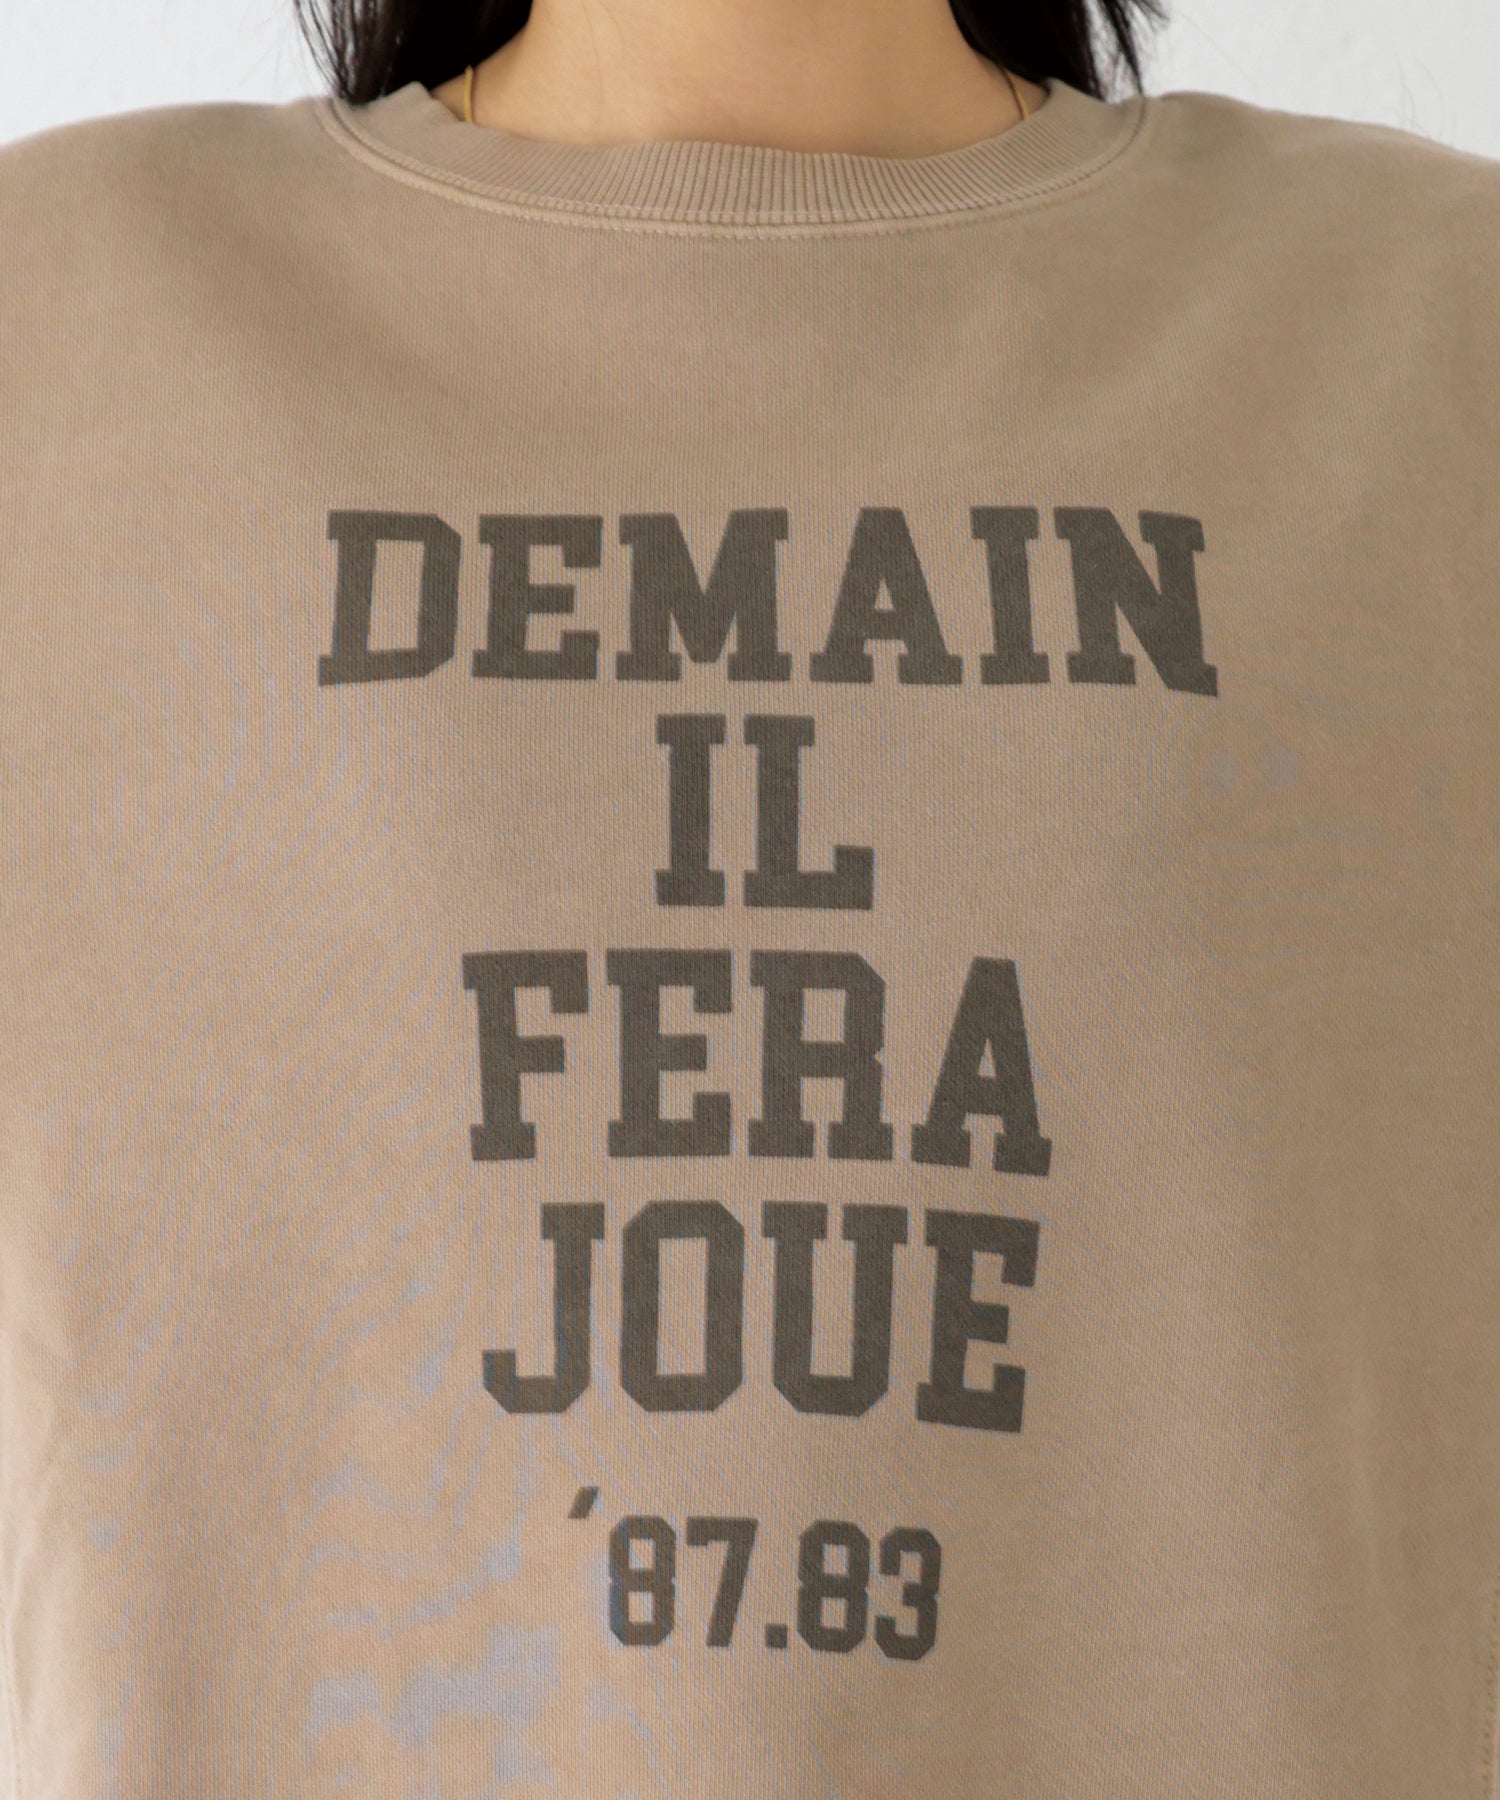 DEMAIN
IL
FERA
JOUE
'87.83